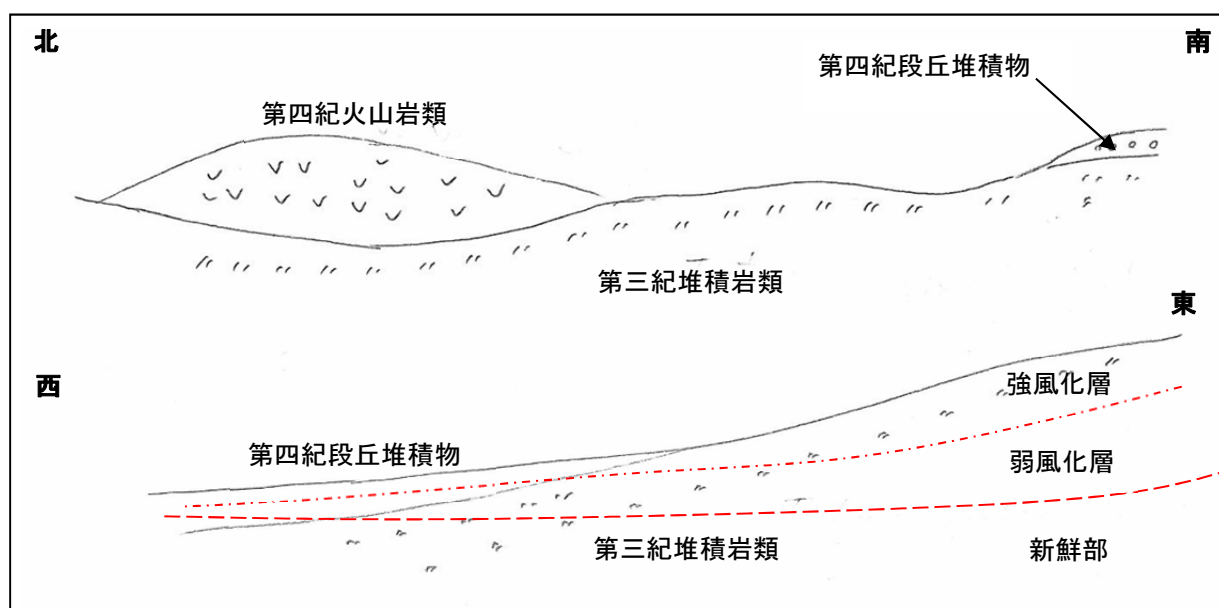 北
南
第四紀段丘堆積物
第四紀火山岩類
第三紀堆積岩類
東
西
強風化層
第四紀段丘堆積物
弱風化層
第三紀堆積岩類
新鮮部